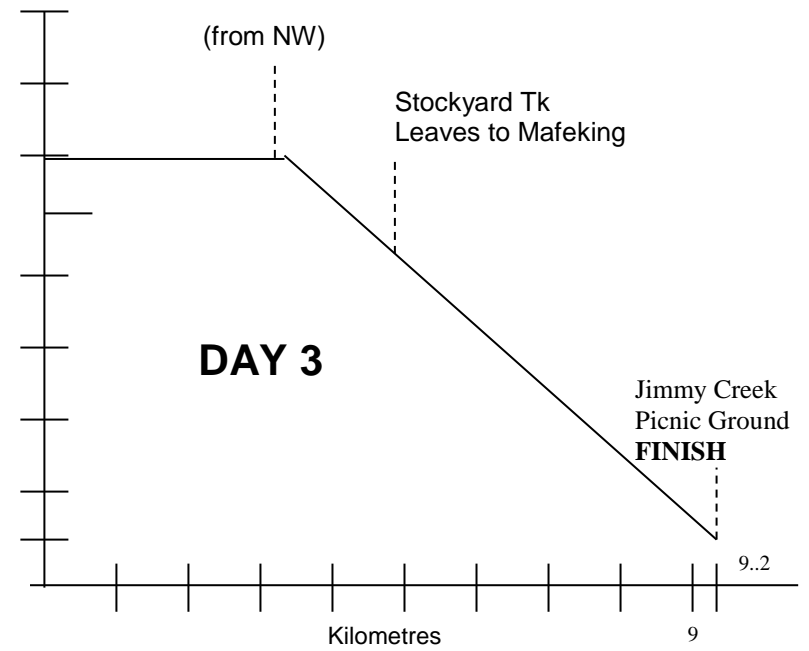 (from NW)
Stockyard Tk
Leaves to Mafeking
DAY 3
Jimmy Creek
Picnic Ground
FINISH
9..2
Kilometres
9